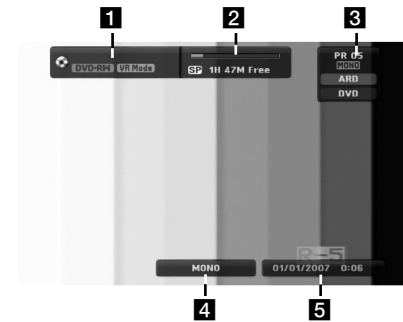 1 2 3
DVD-RW VR Mode
SP 1H 47M Free
PR 05
MONO
ARD
DVD
R-5
MONO
01/01/2007 0:06
4 5